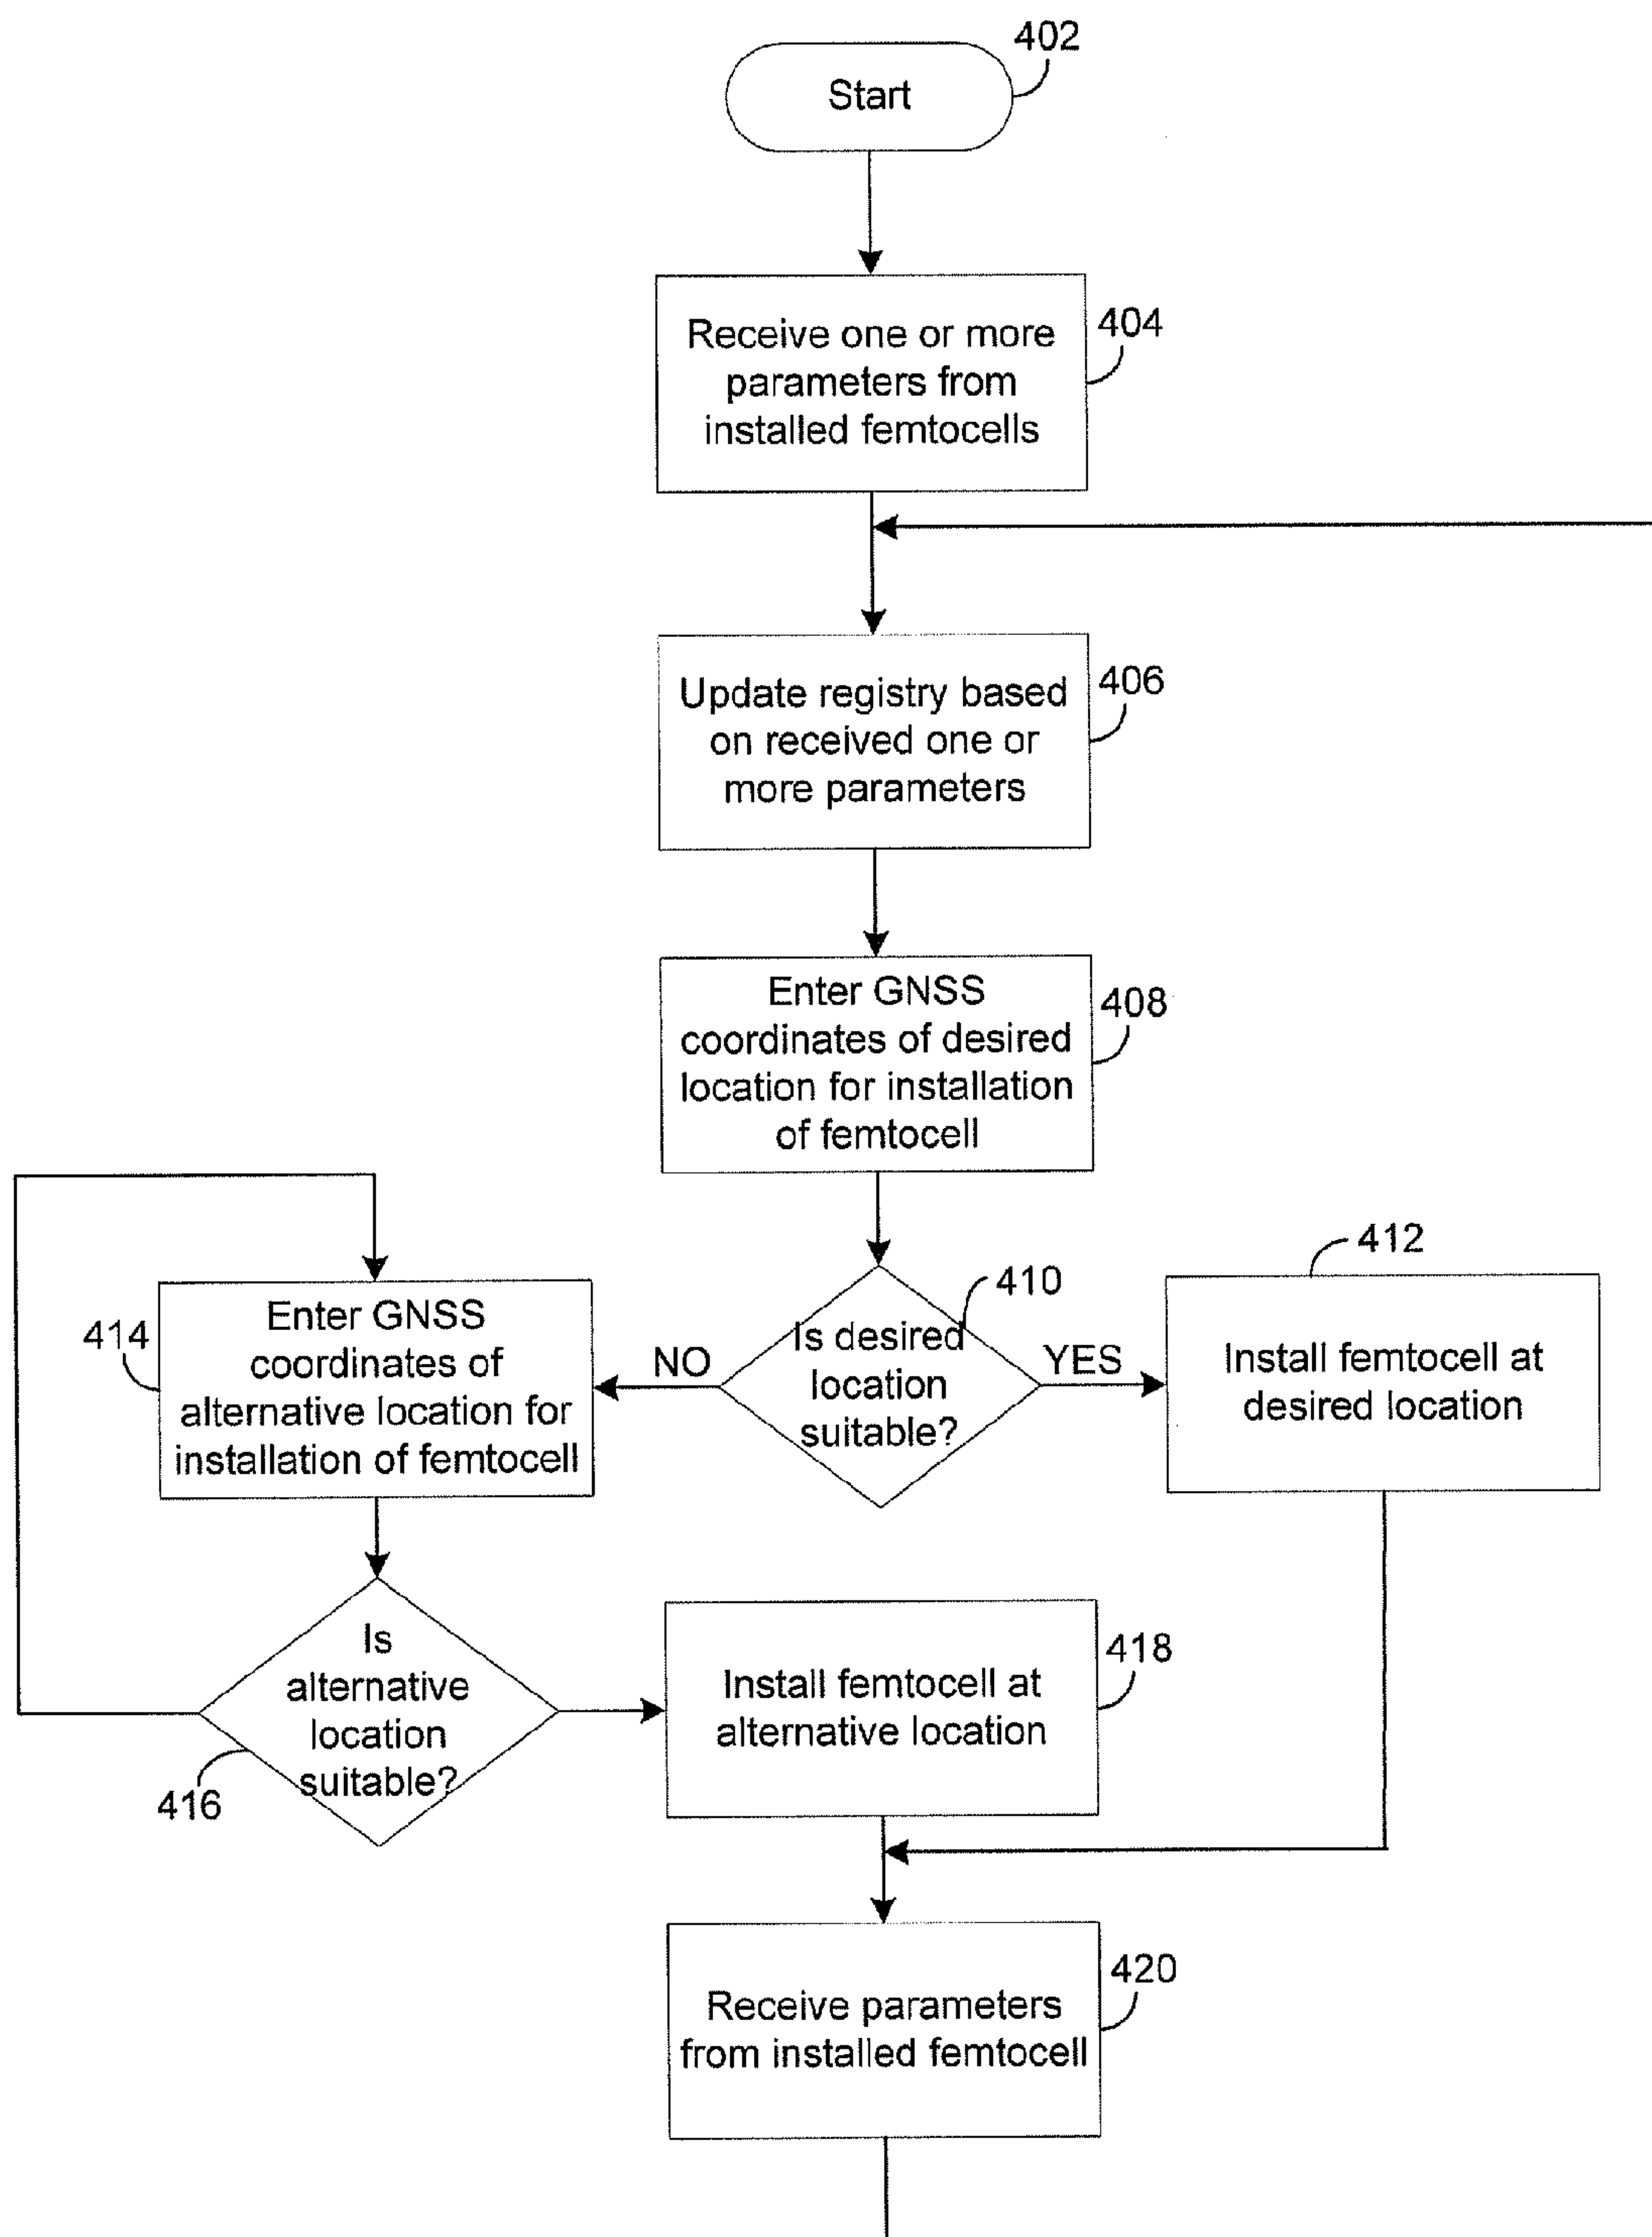 402
Start
404
Receive one or more
parameters from
installed femtocells
406
Update registry based
on received one or
more parameters
408
Enter GNSS
coordinates of desired
location for installation
of femtocell
410
Is desired
location
suitable?
NO
YES
412
Install femtocell at
desired location
414
Enter GNSS
coordinates of
alternative location for
installation of femtocell
416
Is
alternative
location
suitable?
418
Install femtocell at
alternative location
420
Receive parameters
from installed femtocell